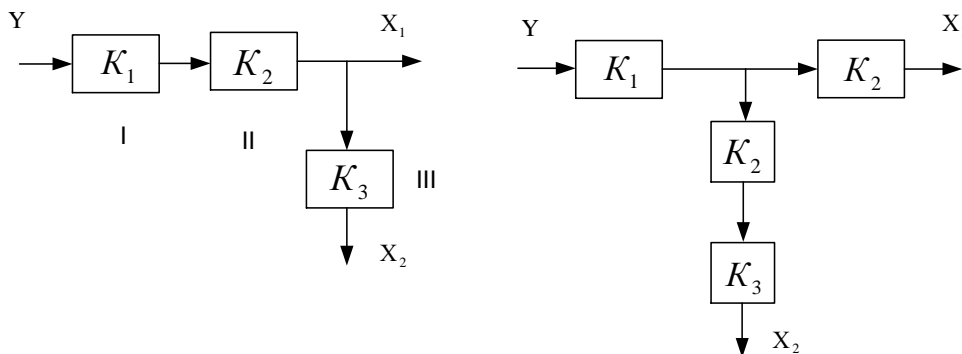 Y
X₁
K₁
K₂
I
II
K₃
III
X₂
Y
X
K₁
K₂
K₂
K₃
X₂